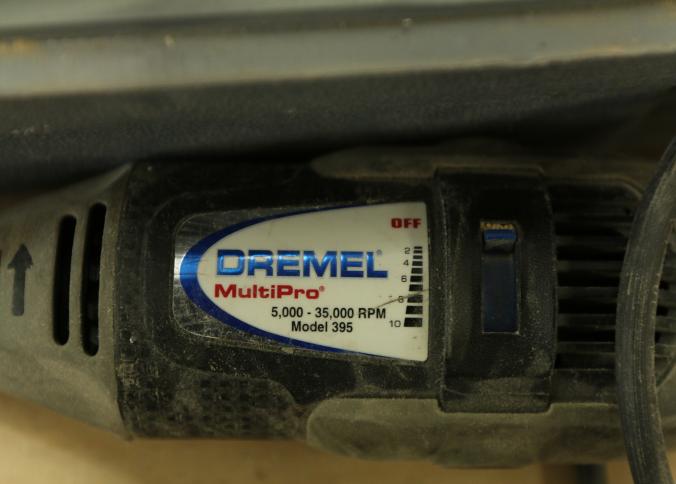 OFF
DREMEL®
MultiPro®
5,000 - 35,000 RPM
Model 395
2
4
6
8
10